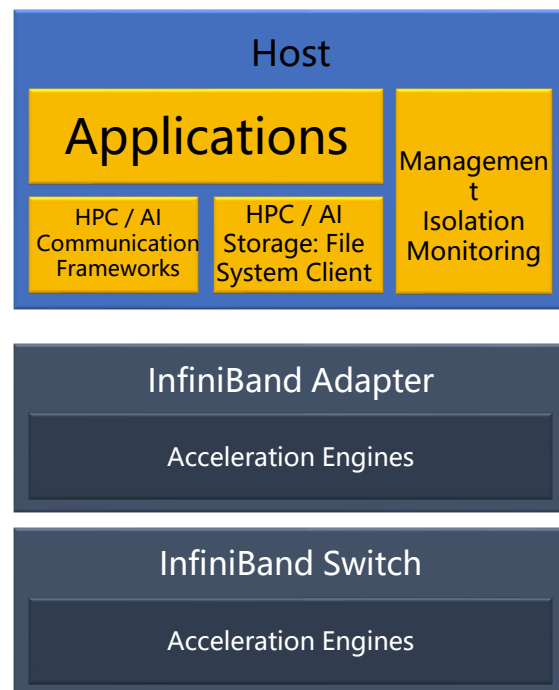 Host
Applications
HPC / AI
Communication
Frameworks
HPC / AI
Storage: File
System Client
Managemen
t
Isolation
Monitoring
InfiniBand Adapter
Acceleration Engines
InfiniBand Switch
Acceleration Engines